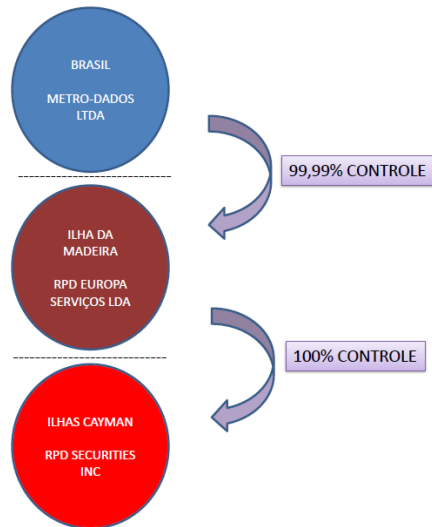 BRASIL
METRO-DADOS
LTDA
99,99% CONTROLE
ILHA DA
MADEIRA
RPD EUROPA
SERVIÇOS LDA
100% CONTROLE
ILHAS CAYMAN
RPD SECURITIES
INC